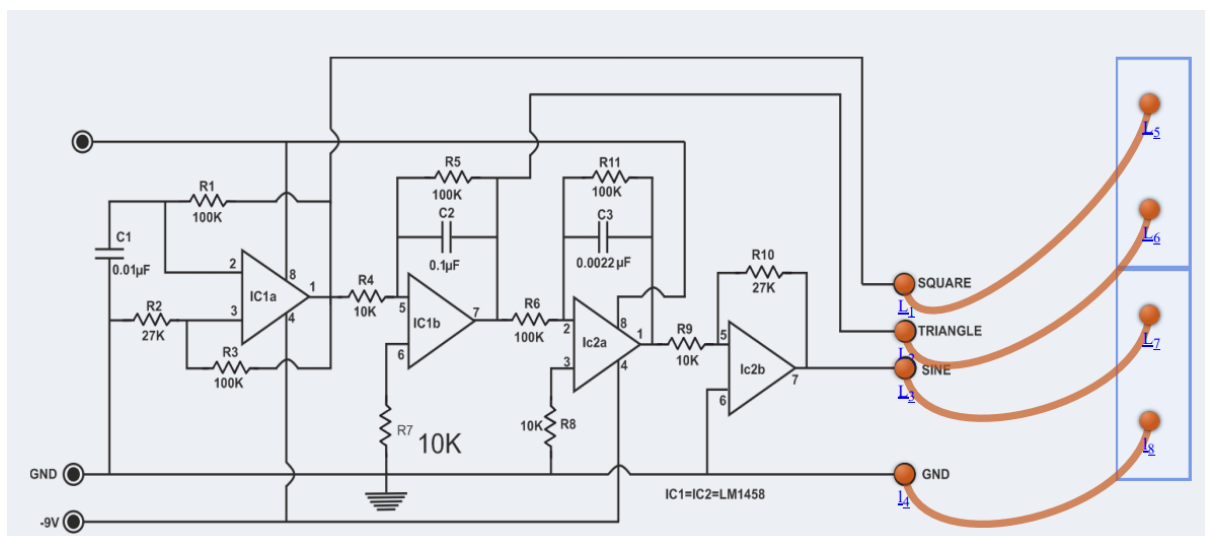 R1
100K
C1
0.01µF
2
8
1
IC1a
3
4
R2
27K
R3
100K
R4
10K
R5
100K
C2
0.1µF
5
7
IC1b
6
R7
10K
R6
100K
R11
100K
C3
0.0022µF
2
8
1
Ic2a
3
4
10K
R8
R9
10K
R10
27K
5
Ic2b
6
7
SQUARE
L1
TRIANGLE
SINE
L3
GND
l4
L5
L6
L7
l8
GND
-9V
IC1=IC2=LM1458